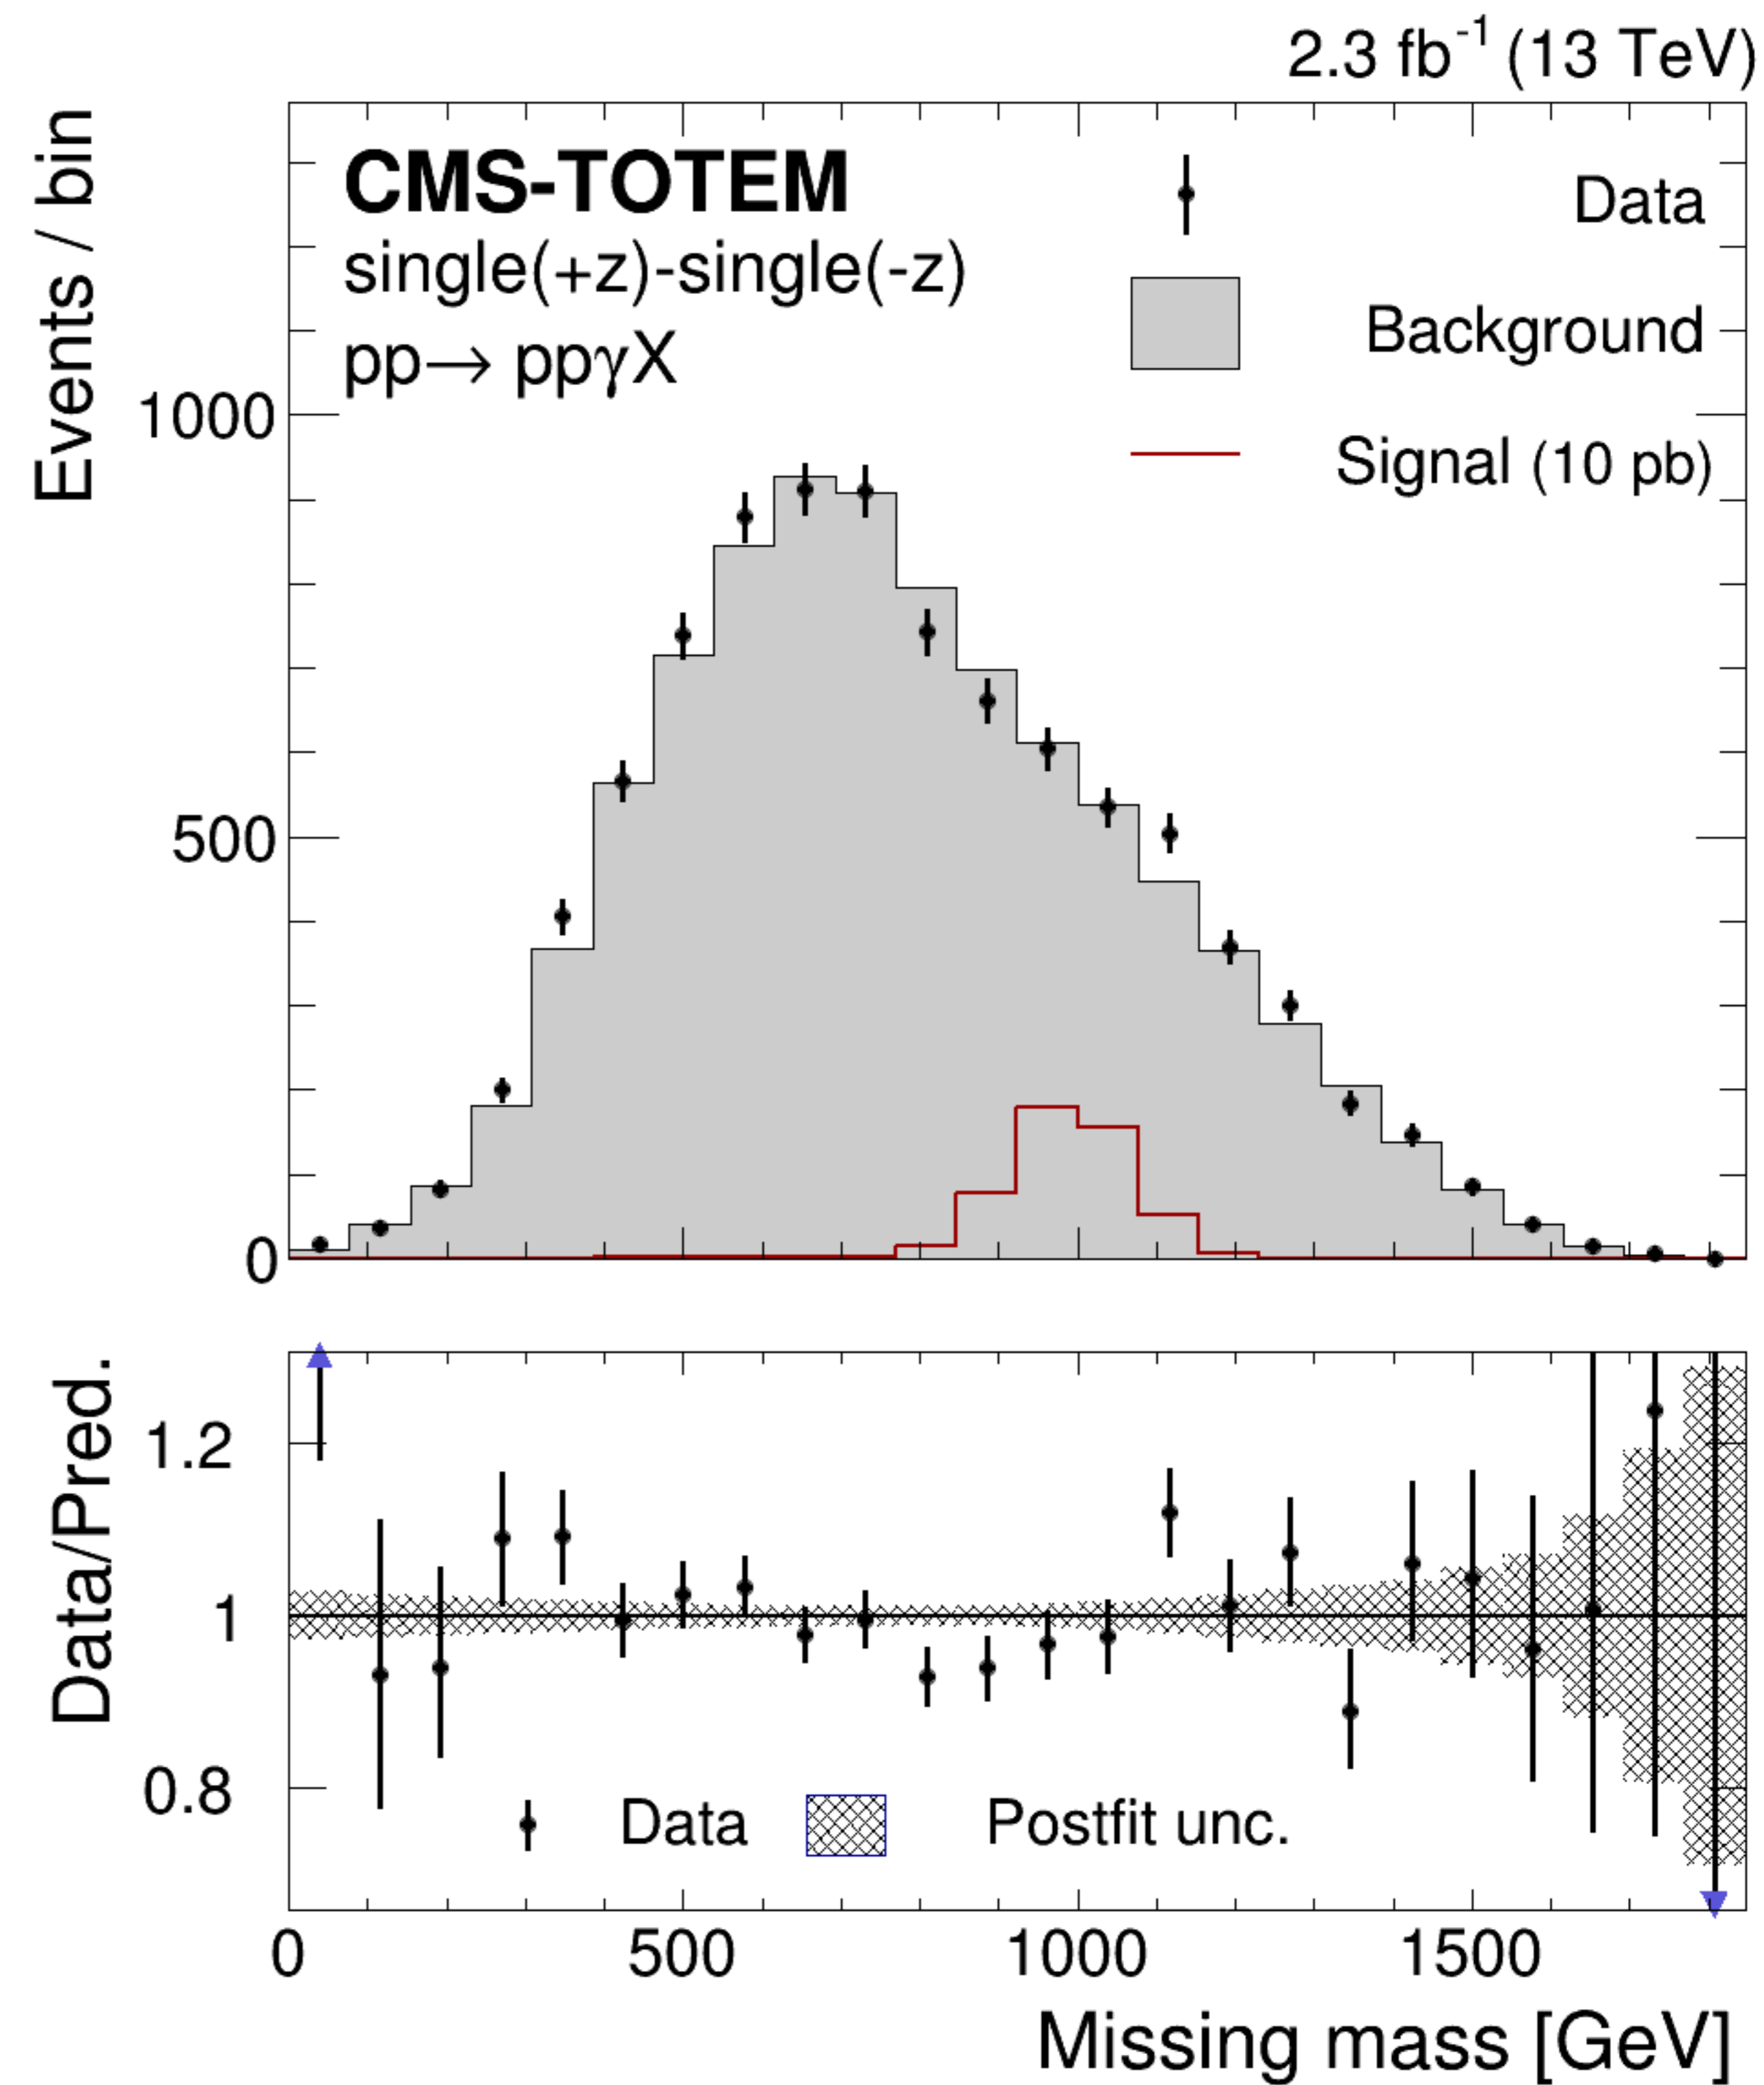 2.3 fb⁻¹ (13 TeV)
Events / bin
CMS-TOTEM
single(+z)-single(-z)
pp→ ppγX
Data
Background
Signal (10 pb)
1000
500
0
Data/Pred.
1.2
1
0.8
Data
Postfit unc.
0
500
1000
1500
Missing mass [GeV]